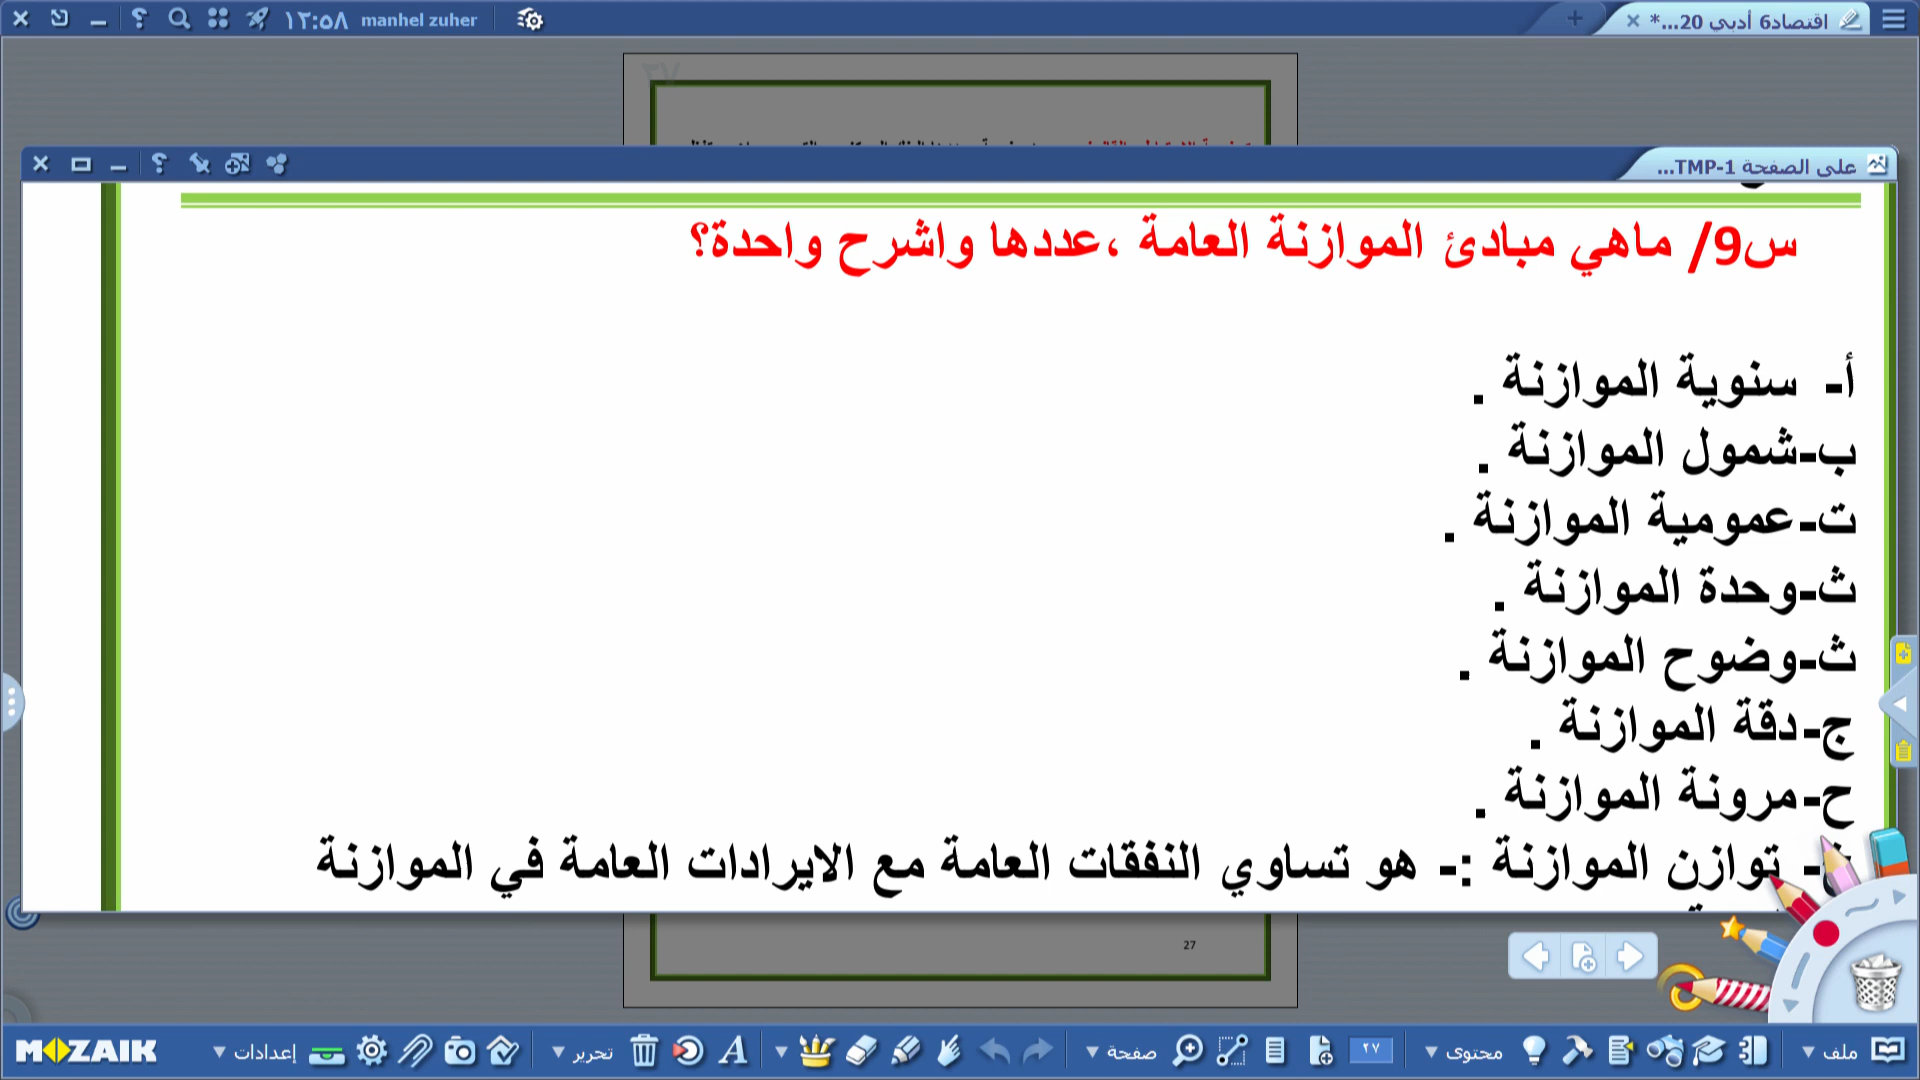 ١٣:٥٨ manhel zuher
اقتصاد6 أدبي 20...*
٢٧
على الصفحة TMP-1...
س9/ ماهي مبادئ الموازنة العامة ،عددها واشرح واحدة؟
أ- سنوية الموازنة .
ب-شمول الموازنة .
ت-عمومية الموازنة .
ث-وحدة الموازنة .
ث-وضوح الموازنة .
ج-دقة الموازنة .
ح-مرونة الموازنة .
توازن الموازنة :- هو تساوي النفقات العامة مع الايرادات العامة في الموازنة
27
ملف
محتوى
٢٧
صفحة
تحرير
إعدادات
MOZAIK